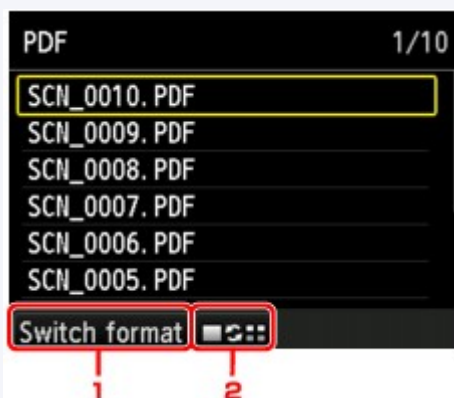 PDF 1/10
SCN_0010. PDF
SCN_0009. PDF
SCN_0008. PDF
SCN_0007. PDF
SCN_0006. PDF
SCN_0005. PDF
Switch format
1 2